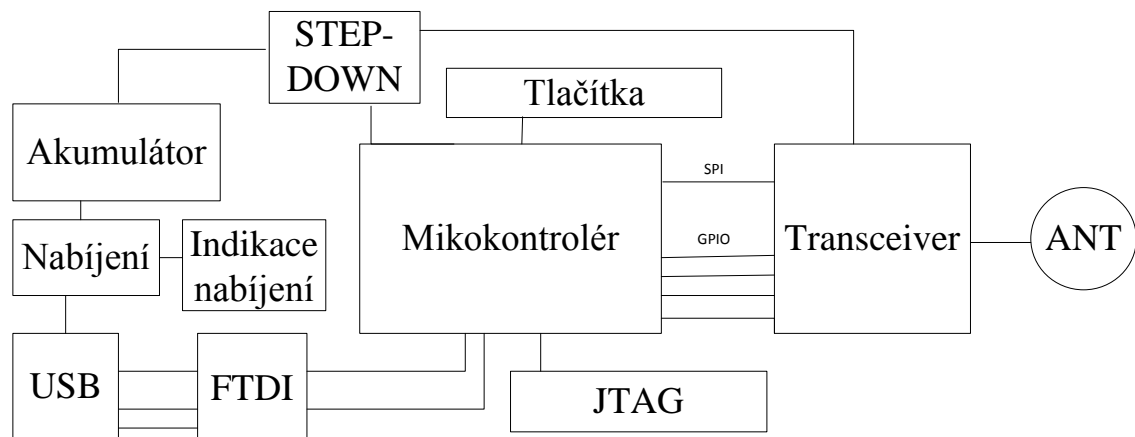 STEP-
DOWN
Tlačítka
Akumulátor
SPI
Mikokontrolér
GPIO
Transceiver
ANT
Nabíjení
Indikace
nabíjení
USB
FTDI
JTAG